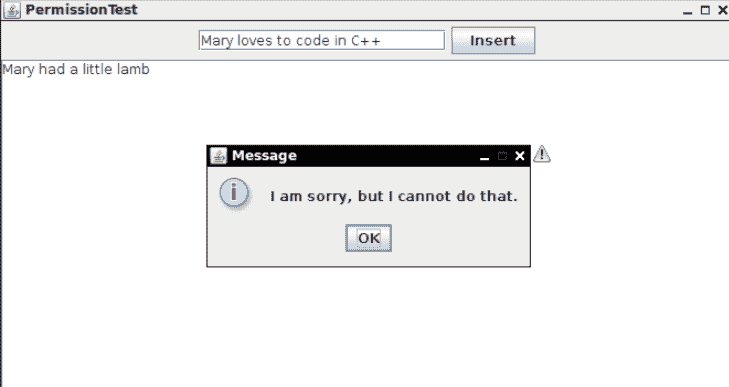 PermissionTest
Mary loves to code in C++ Insert
Mary had a little lamb
Message
I am sorry, but I cannot do that.
OK